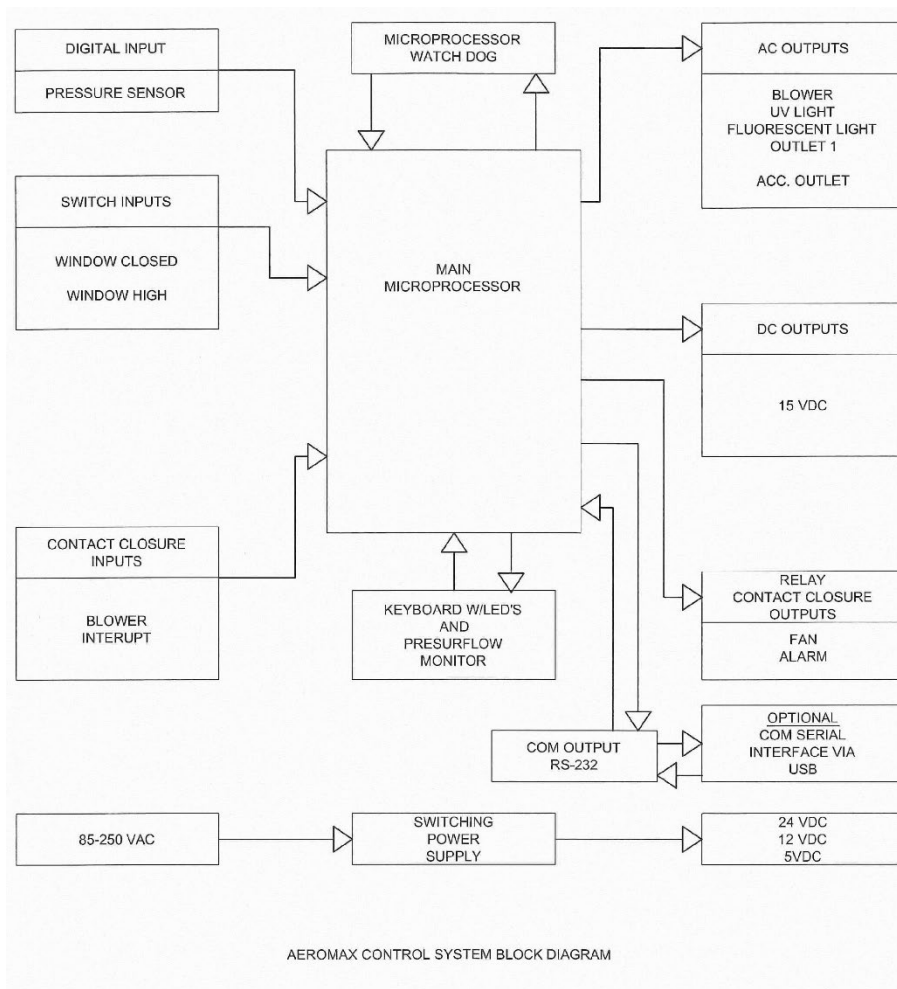 DIGITAL INPUT
PRESSURE SENSOR
MICROPROCESSOR
WATCH DOG
AC OUTPUTS
BLOWER
UV LIGHT
FLUORESCENT LIGHT
OUTLET 1
ACC. OUTLET
SWITCH INPUTS
WINDOW CLOSED
WINDOW HIGH
MAIN
MICROPROCESSOR
DC OUTPUTS
15 VDC
CONTACT CLOSURE
INPUTS
BLOWER
INTERUPT
KEYBOARD W/LED'S
AND
PRESURFLOW
MONITOR
RELAY
CONTACT CLOSURE
OUTPUTS
FAN
ALARM
COM OUTPUT
RS-232
OPTIONAL
COM SERIAL
INTERFACE VIA
USB
85-250 VAC
SWITCHING
POWER
SUPPLY
24 VDC
12 VDC
5VDC
AEROMAX CONTROL SYSTEM BLOCK DIAGRAM